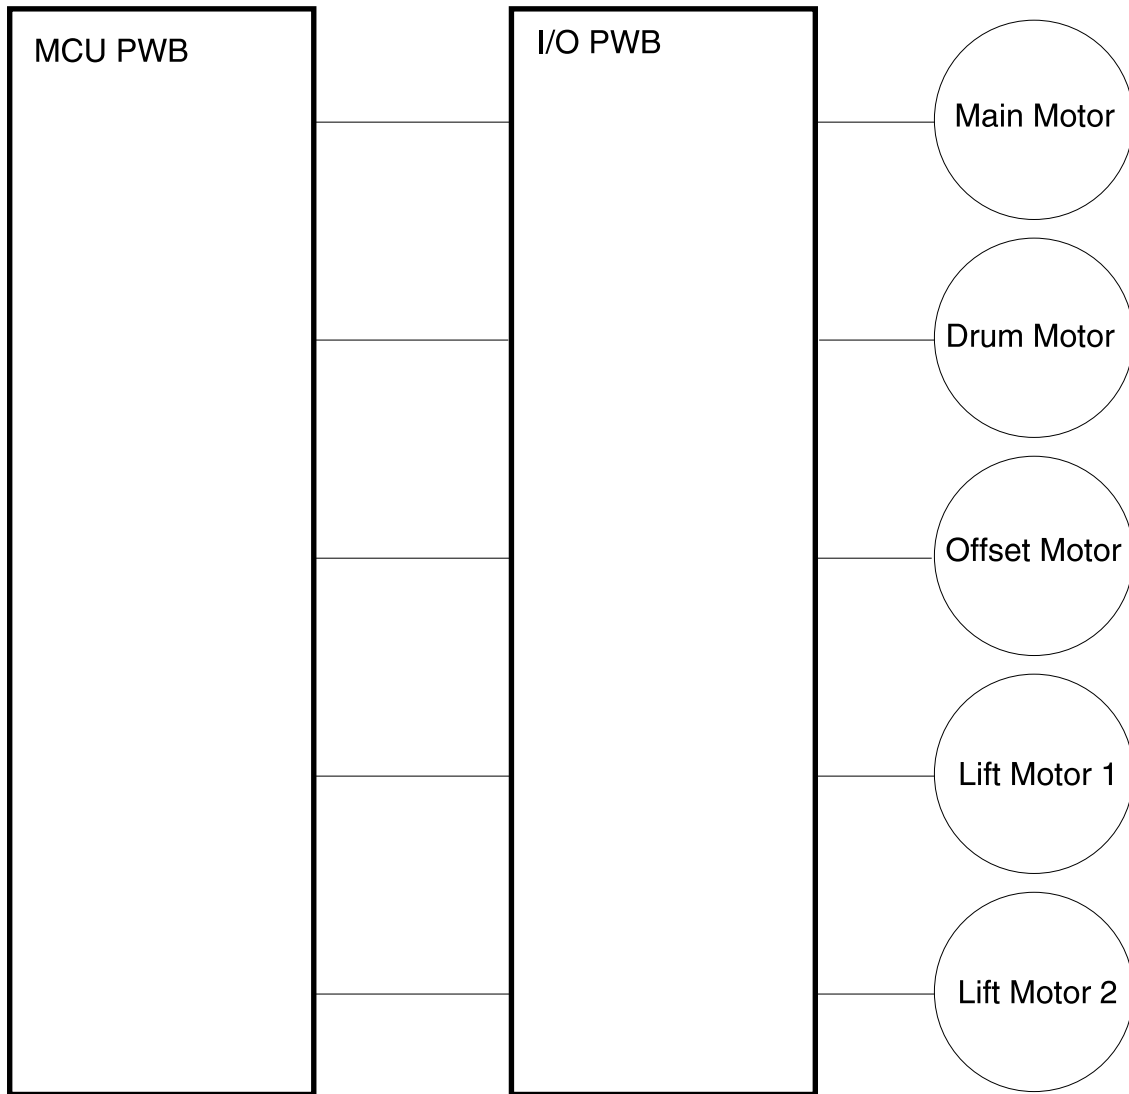 MCU PWB
I/O PWB
Main Motor
Drum Motor
Offset Motor
Lift Motor 1
Lift Motor 2